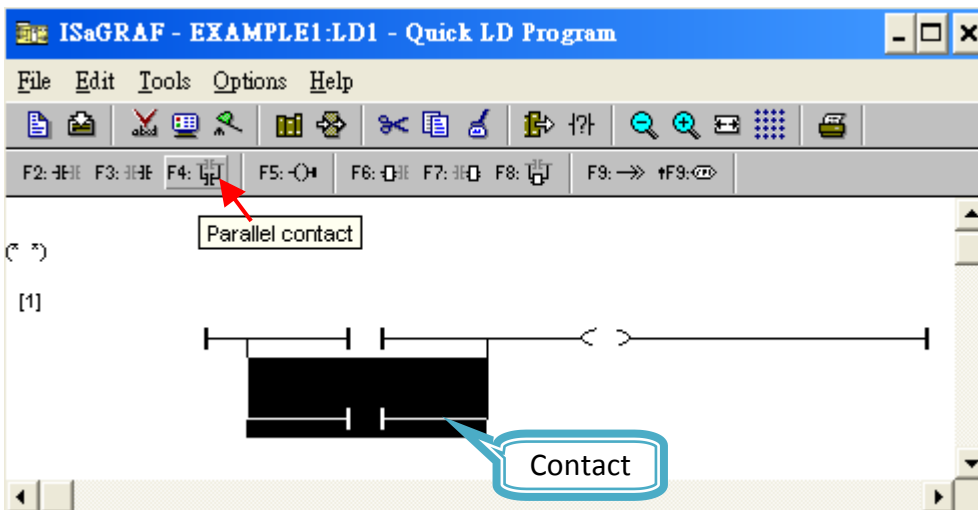 ISaGRAF - EXAMPLE1:LD1 - Quick LD Program
File Edit Tools Options Help
F2: F3: F4: F5: F6: F7: F8: F9: F9:
Parallel contact
(* *)
[1]
Contact